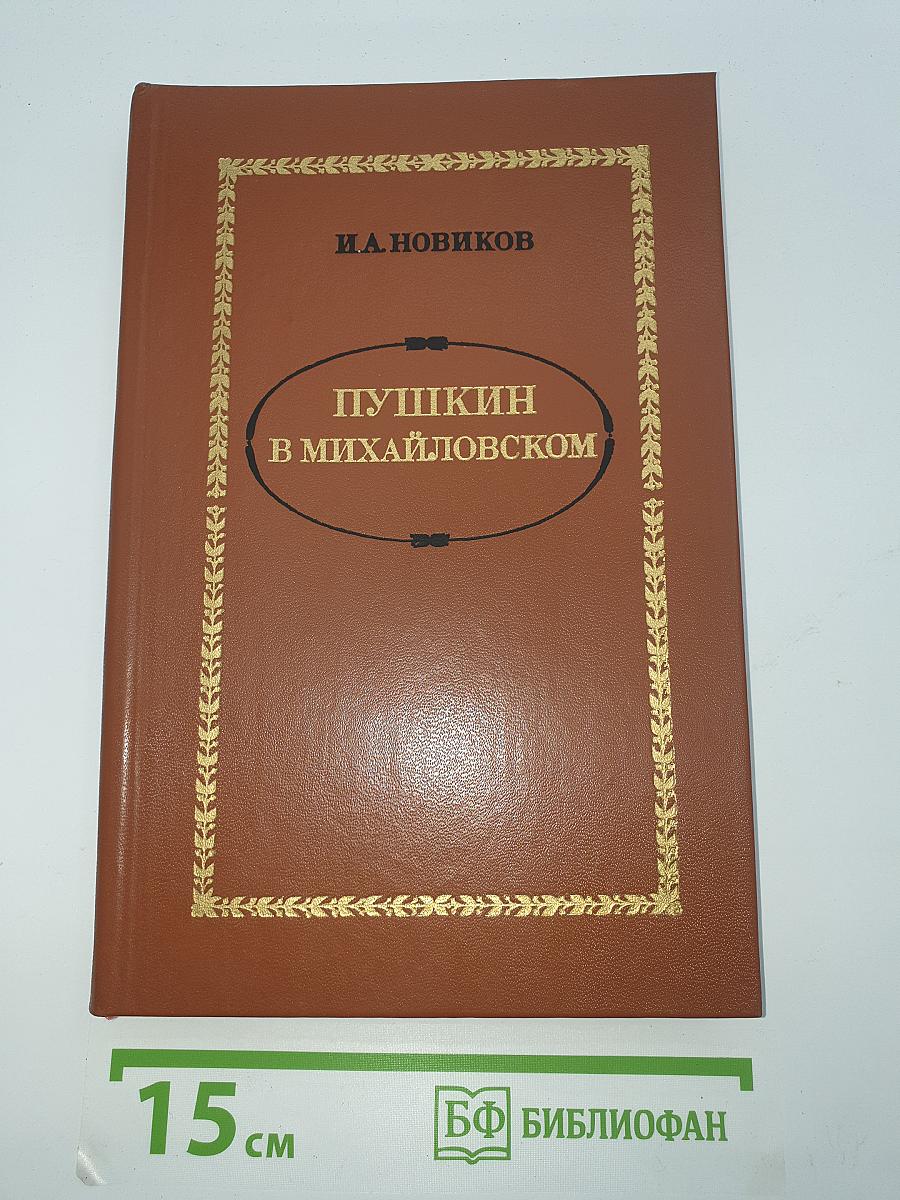 И.А. НОВИКОВ
ПУШКИН
В МИХАЙЛОВСКОМ
15 см
БФ БИБЛИОФАН